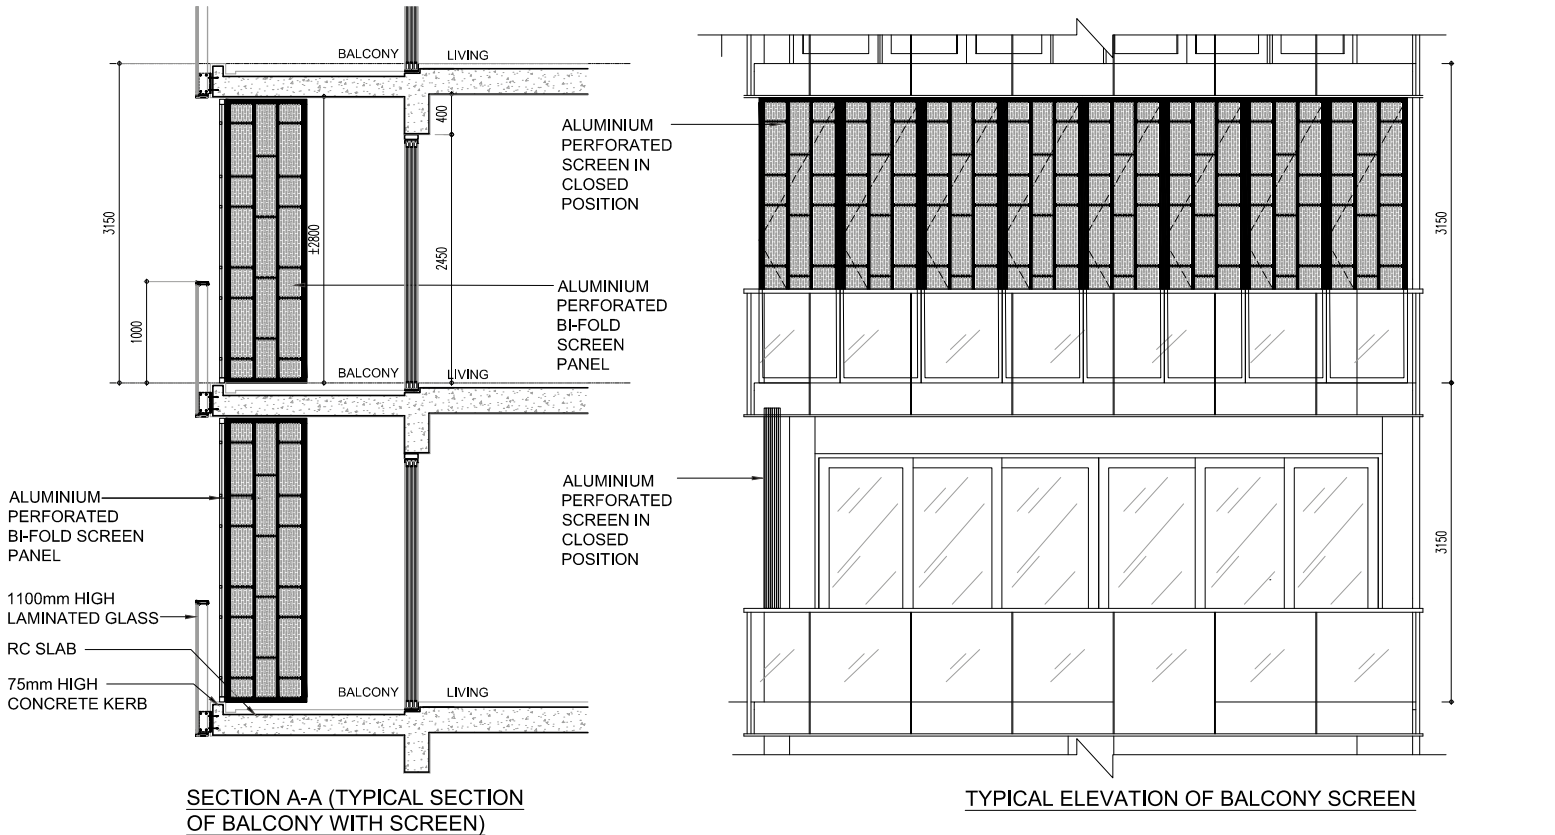 BALCONY
LIVING
3150
1000
±2800
400
2450
ALUMINIUM
PERFORATED
BI-FOLD
SCREEN
PANEL
BALCONY
LIVING
ALUMINIUM
PERFORATED
BI-FOLD SCREEN
PANEL
1100mm HIGH
LAMINATED GLASS
RC SLAB
75mm HIGH
CONCRETE KERB
BALCONY
LIVING
SECTION A-A (TYPICAL SECTION
OF BALCONY WITH SCREEN)
ALUMINIUM
PERFORATED
SCREEN IN
CLOSED
POSITION
3150
ALUMINIUM
PERFORATED
SCREEN IN
CLOSED
POSITION
3150
TYPICAL ELEVATION OF BALCONY SCREEN